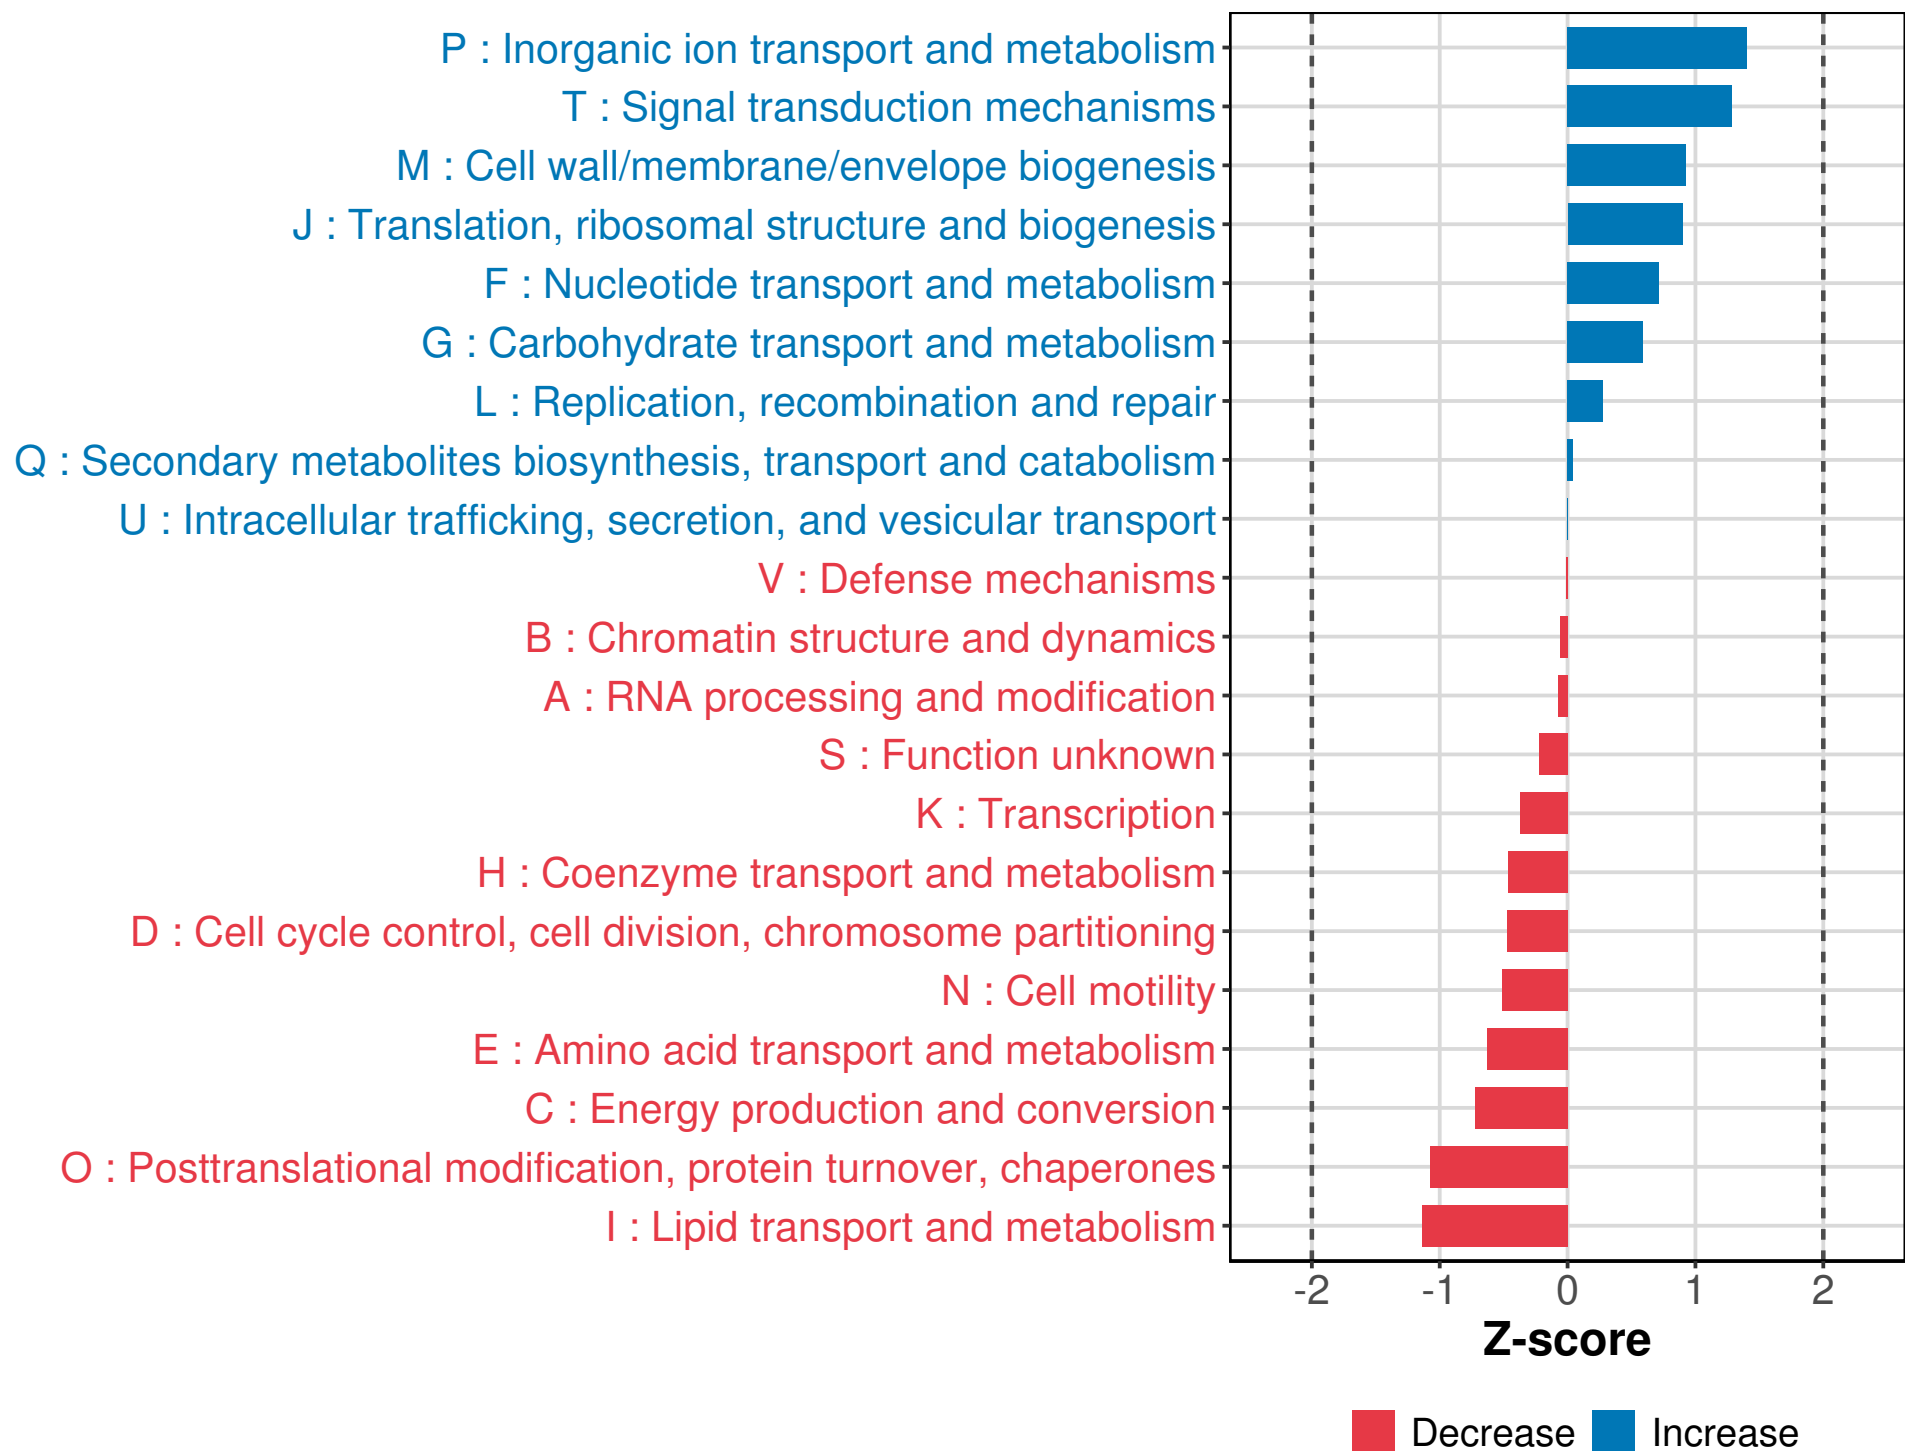 P : Inorganic ion transport and metabolism
T : Signal transduction mechanisms
M : Cell wall/membrane/envelope biogenesis
J : Translation, ribosomal structure and biogenesis
F : Nucleotide transport and metabolism
G : Carbohydrate transport and metabolism
L : Replication, recombination and repair
Q : Secondary metabolites biosynthesis, transport and catabolism
U : Intracellular trafficking, secretion, and vesicular transport
V : Defense mechanisms
B : Chromatin structure and dynamics
A : RNA processing and modification
S : Function unknown
K : Transcription
H : Coenzyme transport and metabolism
D : Cell cycle control, cell division, chromosome partitioning
N : Cell motility
E : Amino acid transport and metabolism
C : Energy production and conversion
O : Posttranslational modification, protein turnover, chaperones
I : Lipid transport and metabolism
-2 -1 0 1 2
Z-score
Decrease Increase